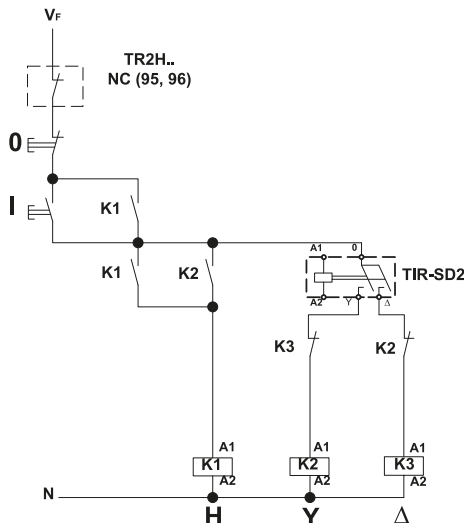 VF
TR2H..
NC (95, 96)
0
I
K1
K1
K2
A1
0
TIR-SD2
A2
Y
Δ
K3
K2
A1
A1
A1
K1
K2
K3
A2
A2
A2
N
H
Y
Δ